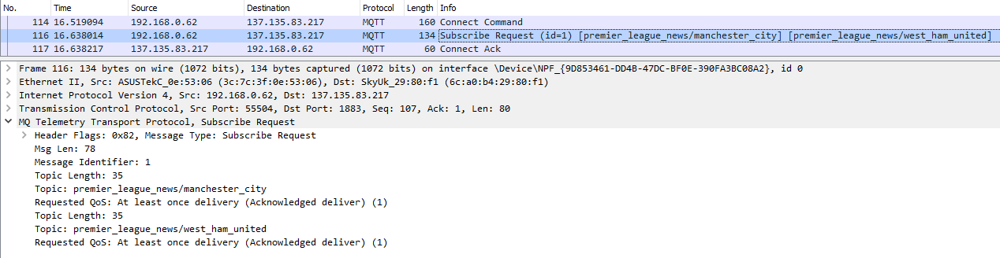 No. Time Source Destination Protocol Length Info
114 16.519094 192.168.0.62 137.135.83.217 MQTT 160 Connect Command
116 16.638014 192.168.0.62 137.135.83.217 MQTT 134 Subscribe Request (id=1) [premier_league_news/manchester_city] [premier_league_news/west_ham_united]
117 16.638217 137.135.83.217 192.168.0.62 MQTT 60 Connect Ack
Frame 116: 134 bytes on wire (1072 bits), 134 bytes captured (1072 bits) on interface \Device\NPF_{9D853461-DD4B-47DC-BF0E-390FA3BC08A2}, id 0
Ethernet II, Src: ASUSTekC_0e:53:06 (3c:7c:3f:0e:53:06), Dst: SkyUk_29:80:f1 (6c:a0:b4:29:80:f1)
Internet Protocol Version 4, Src: 192.168.0.62, Dst: 137.135.83.217
Transmission Control Protocol, Src Port: 55504, Dst Port: 1883, Seq: 107, Ack: 1, Len: 80
MQ Telemetry Transport Protocol, Subscribe Request
Header Flags: 0x82, Message Type: Subscribe Request
Msg Len: 78
Message Identifier: 1
Topic Length: 35
Topic: premier_league_news/manchester_city
Requested QoS: At least once delivery (Acknowledged deliver) (1)
Topic Length: 35
Topic: premier_league_news/west_ham_united
Requested QoS: At least once delivery (Acknowledged deliver) (1)